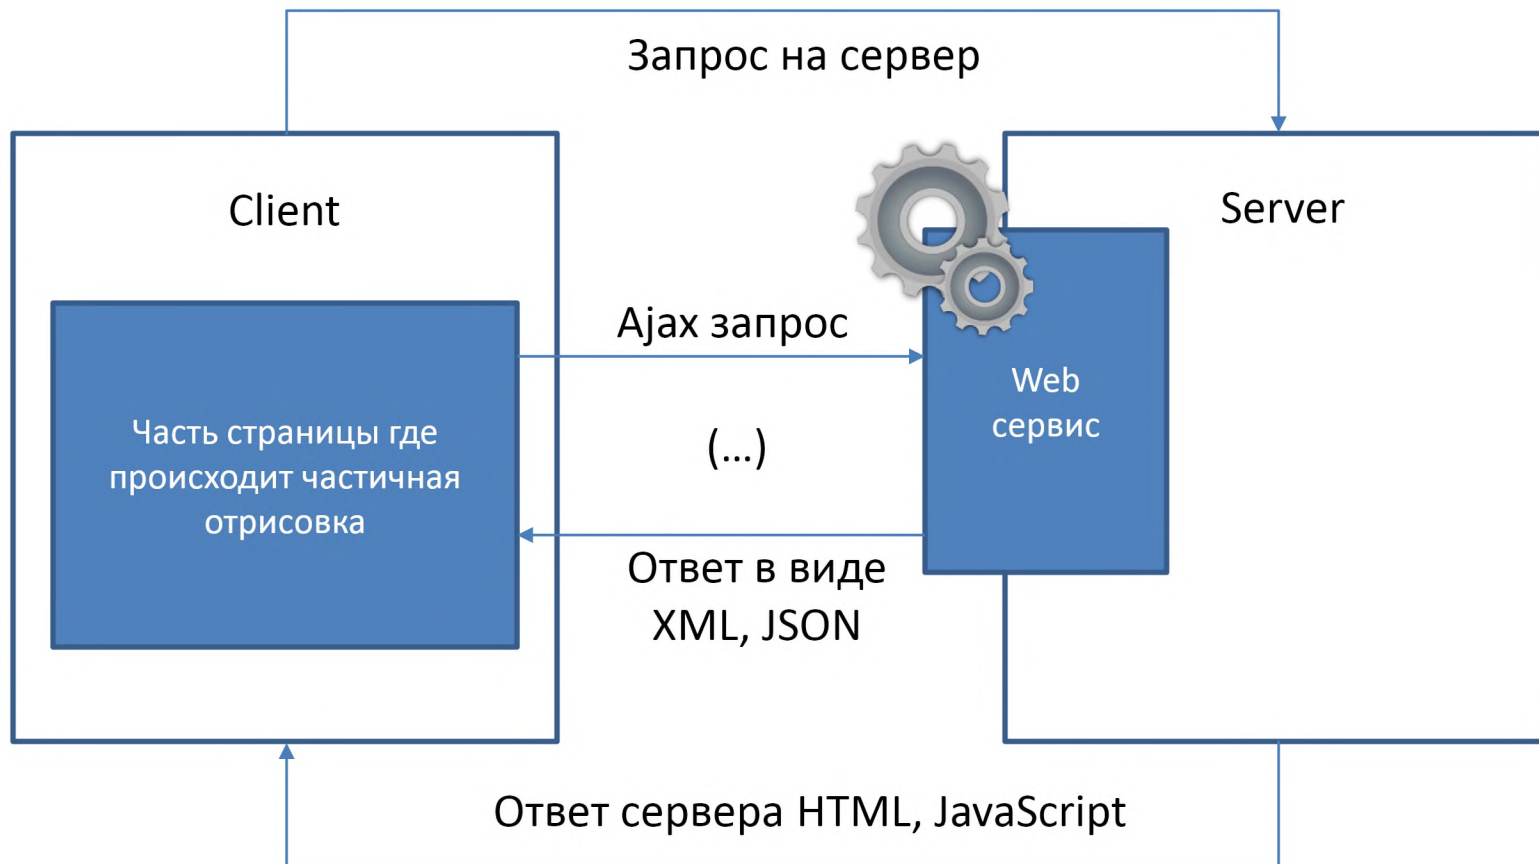 Запрос на сервер
Client
Server
Ajax запрос
Web
сервис
Часть страницы где
происходит частичная
отрисовка
(...)
Ответ в виде
XML, JSON
Ответ сервера HTML, JavaScript